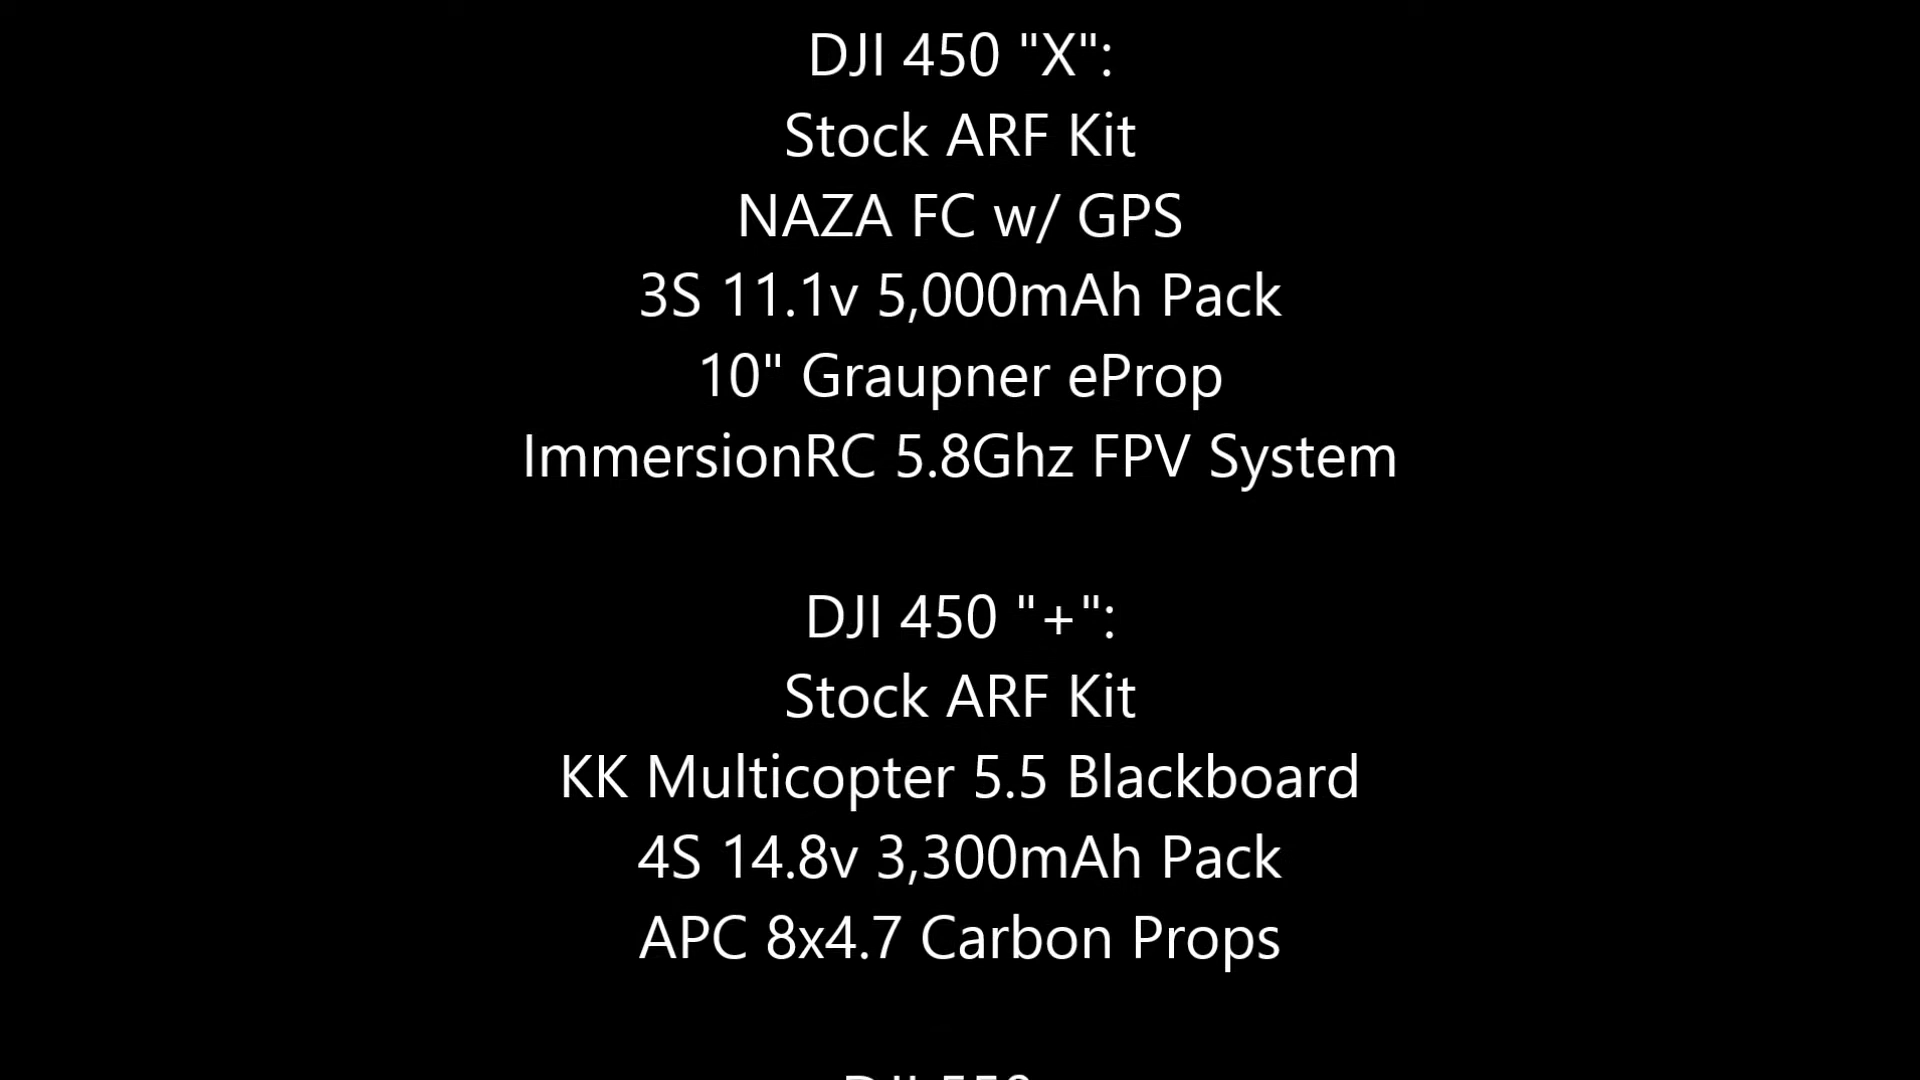 DJI 450 "X":
Stock ARF Kit
NAZA FC w/ GPS
3S 11.1v 5,000mAh Pack
10" Graupner eProp
ImmersionRC 5.8Ghz FPV System
DJI 450 "+":
Stock ARF Kit
KK Multicopter 5.5 Blackboard
4S 14.8v 3,300mAh Pack
APC 8x4.7 Carbon Props